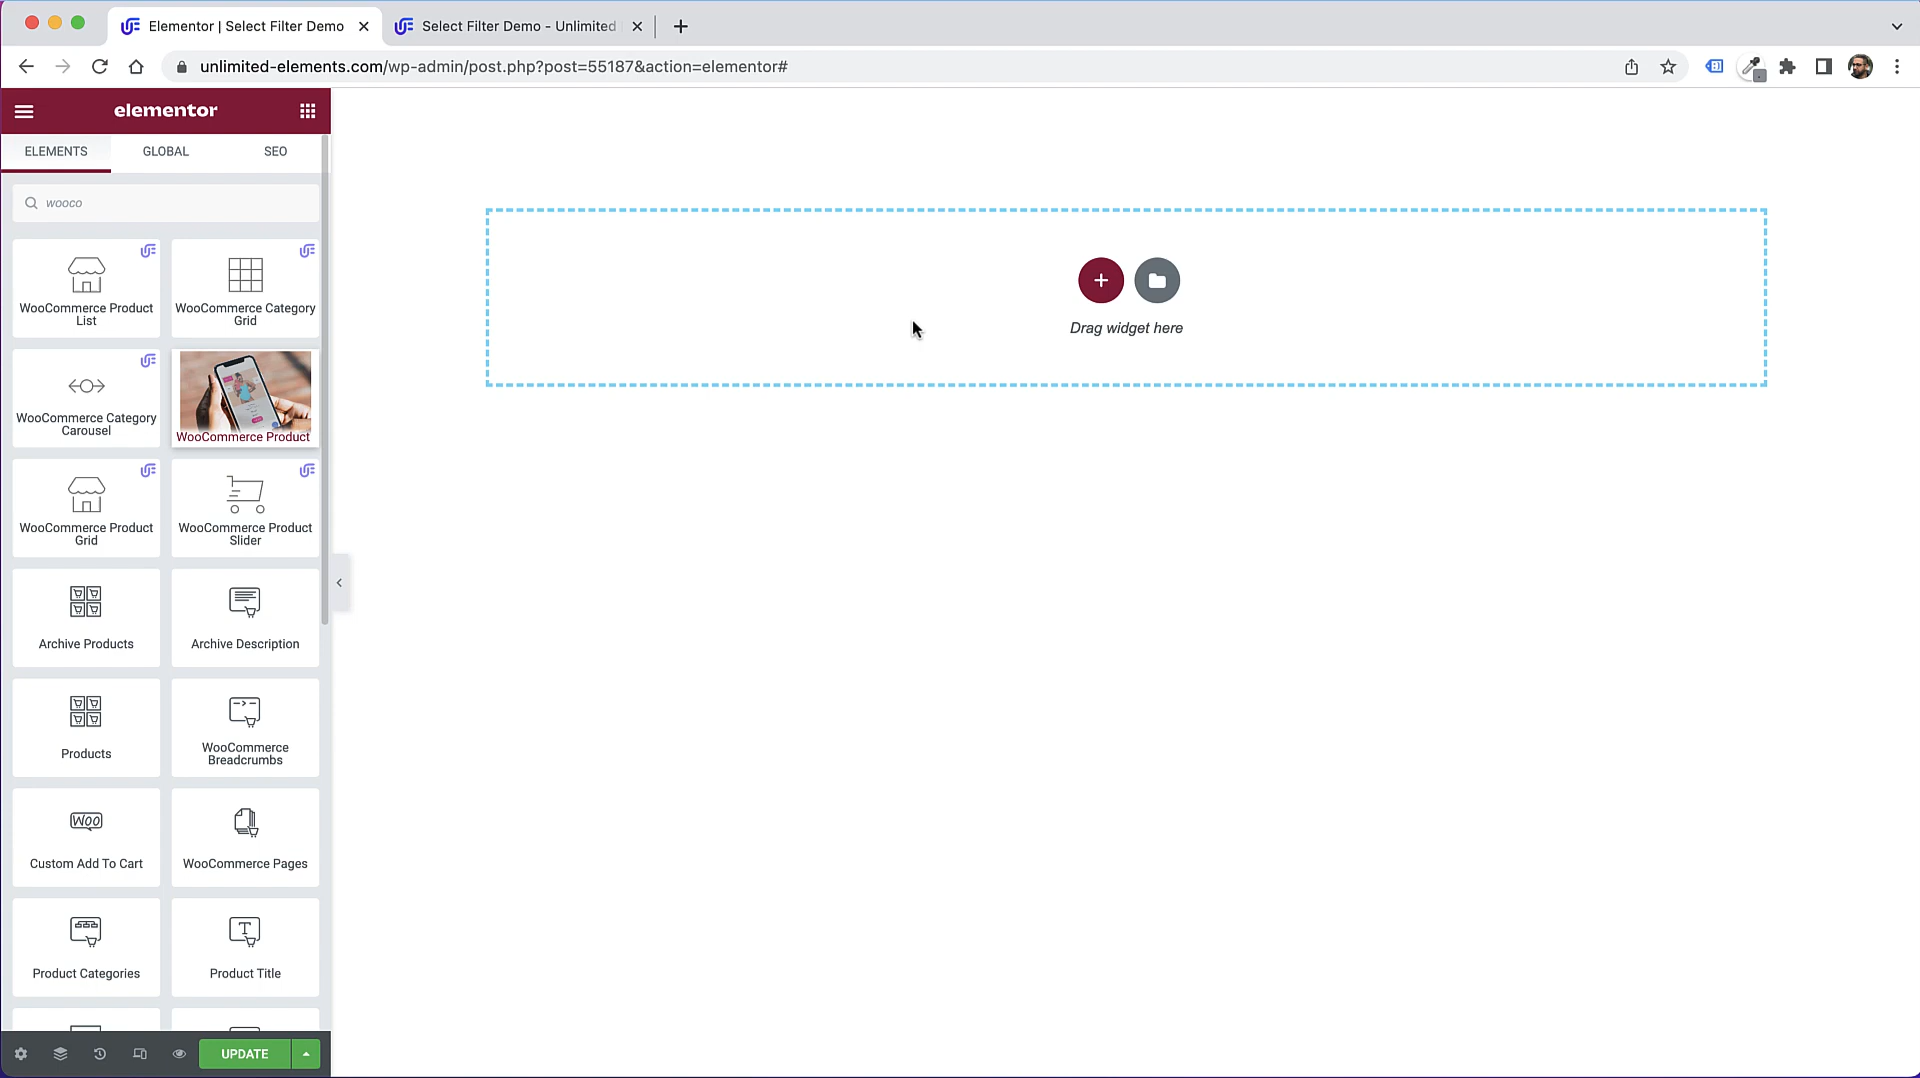 Elementor | Select Filter Demo
Select Filter Demo - Unlimited
unlimited-elements.com/wp-admin/post.php?post=55187&action=elementor#
elementor
ELEMENTS
GLOBAL
SEO
wooco
WooCommerce Product
List
WooCommerce Category
Grid
WooCommerce Category
Carousel
WooCommerce Product
WooCommerce Product
Grid
WooCommerce Product
Slider
Archive Products
Archive Description
Products
WooCommerce
Breadcrumbs
Woo
Custom Add To Cart
WooCommerce Pages
Product Categories
Product Title
UPDATE
Drag widget here